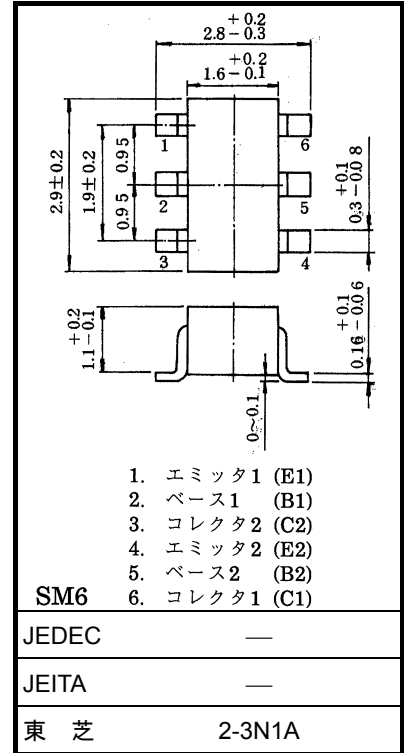 +0.2
2.8-0.3
+0.2
1.6-0.1
1
6
2
5
3
4
2.9±0.2
1.9±0.2
0.95
0.95
+0.1
0.3-0.08
+0.2
1.1-0.1
+0.1
0.16-0.06
0~0.1
1. エミッタ1 (E1)
2. ベース1 (B1)
3. コレクタ2 (C2)
4. エミッタ2 (E2)
5. ベース2 (B2)
SM6 6. コレクタ1 (C1)
JEDEC ―
JEITA ―
東 芝 2-3N1A